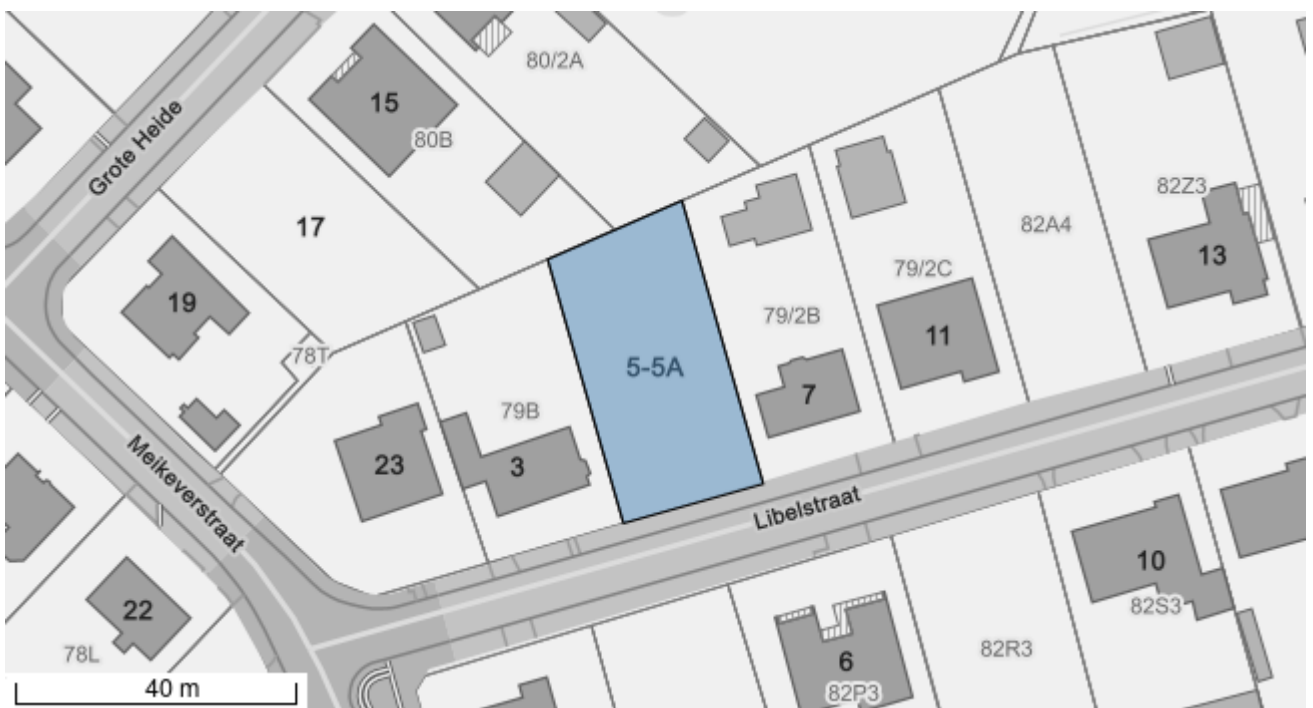 80/2A
15
Grote Heide
80B
82Z3
17
82A4
13
79/2C
19
79/2B
11
78T
5-5A
7
79B
23
3
Meikeverstraat
Libelstraat
10
22
82S3
78L
6
82R3
82P3
40 m